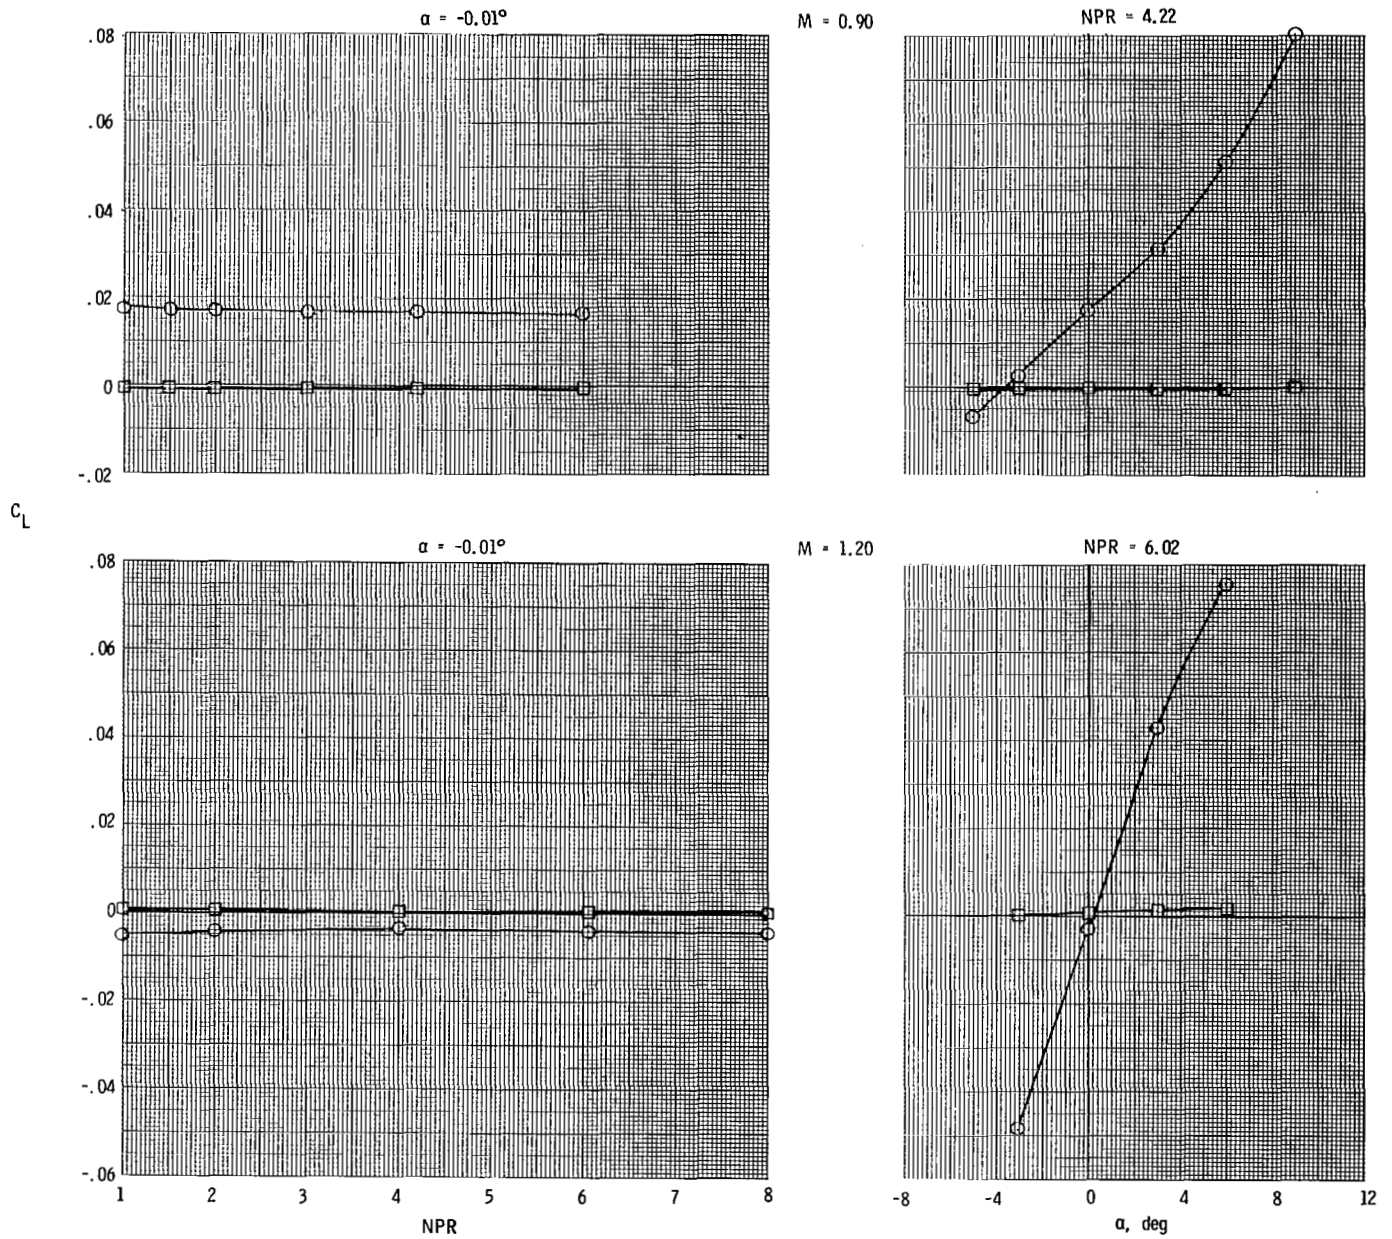 α = -0.01°
M = 0.90
NPR = 4.22
.08
.06
.04
.02
0
-.02
C_L
α = -0.01°
M = 1.20
NPR = 6.02
.08
.06
.04
.02
0
-.02
-.04
-.06
1 2 3 4 5 6 7 8
NPR
-8 -4 0 4 8 12
α, deg